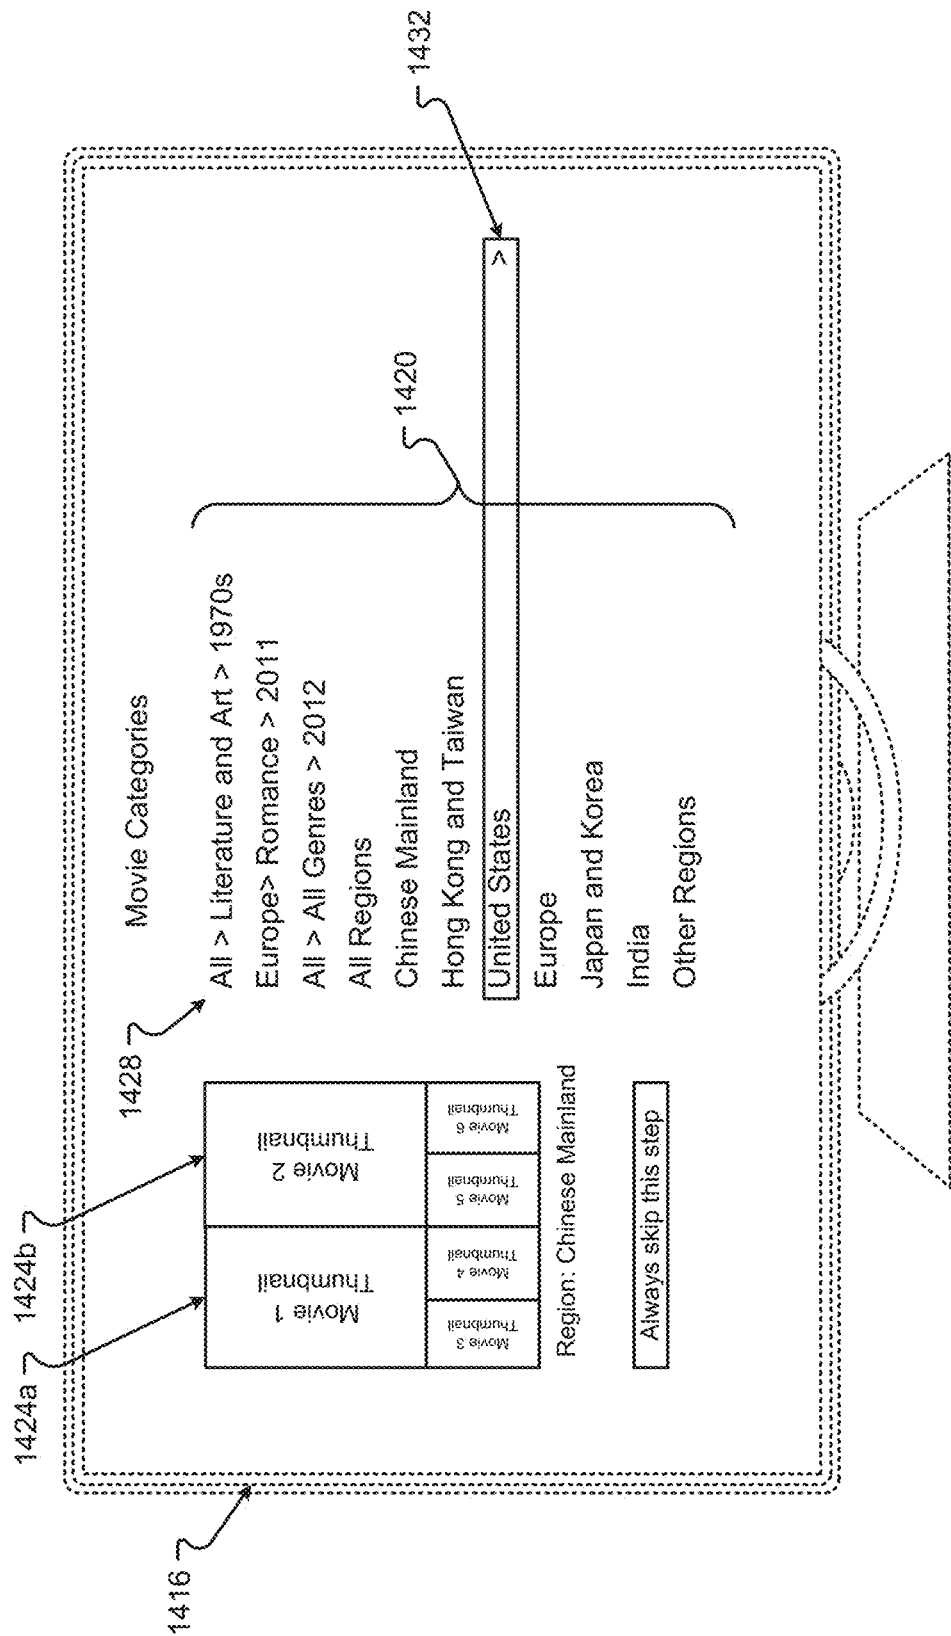 1416
1424a
1424b
1428
1420
1432
Movie Categories
Movie 1
Thumbnail
Movie 2
Thumbnail
Movie 3
Thumbnail
Movie 4
Thumbnail
Movie 5
Thumbnail
Movie 6
Thumbnail
Region: Chinese Mainland
Always skip this step
All > Literature and Art > 1970s
Europe> Romance > 2011
All > All Genres > 2012
All Regions
Chinese Mainland
Hong Kong and Taiwan
United States >
Europe
Japan and Korea
India
Other Regions